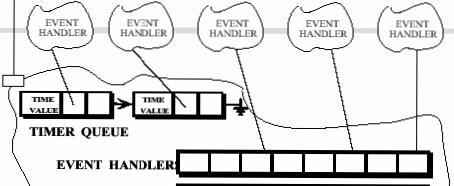 EVENT
HANDLER
EVENT
HANDLER
EVENT
HANDLER
EVENT
HANDLER
EVENT
HANDLER
TIME
VALUE
TIME
VALUE
TIMER QUEUE
EVENT HANDLERS